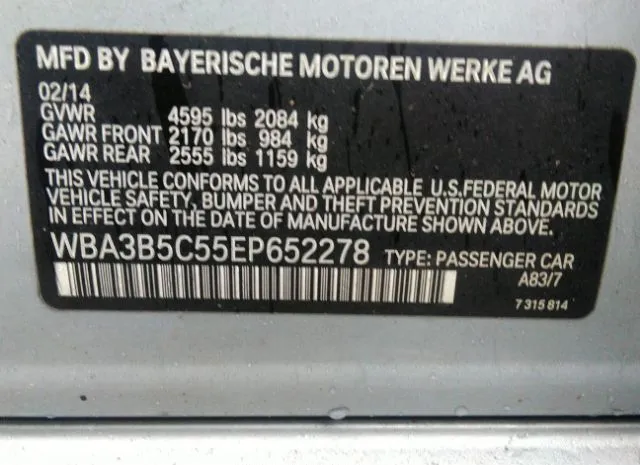 MFD BY BAYERISCHE MOTOREN WERKE AG
02/14
GVWR 4595 lbs 2084 kg
GAWR FRONT 2170 lbs 984 kg
GAWR REAR 2555 lbs 1159 kg
THIS VEHICLE CONFORMS TO ALL APPLICABLE U.S.FEDERAL MOTOR
VEHICLE SAFETY, BUMPER AND THEFT PREVENTION STANDARDS
IN EFFECT ON THE DATE OF MANUFACTURE SHOWN ABOVE.
WBA3B5C55EP652278 TYPE: PASSENGER CAR
A83/7
7 315 814